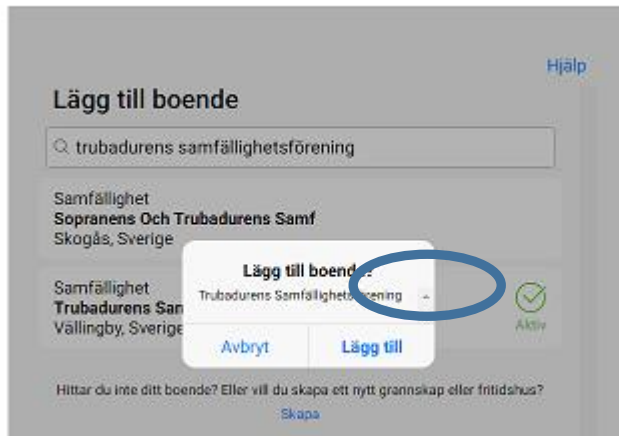 Hjälp
Lägg till boende
trubadurens samfällighetsförening
Samfällighet
Sopranens Och Trubadurens Samf
Skogås, Sverige
Lägg till boende?
Trubadurens Samfällighetsförening
Avbryt
Lägg till
Samfällighet
Trubadurens Sam
Vällingby, Sverige
Aktiv
Hittar du inte ditt boende? Eller vill du skapa ett nytt grannskap eller fritidshus?
Skapa